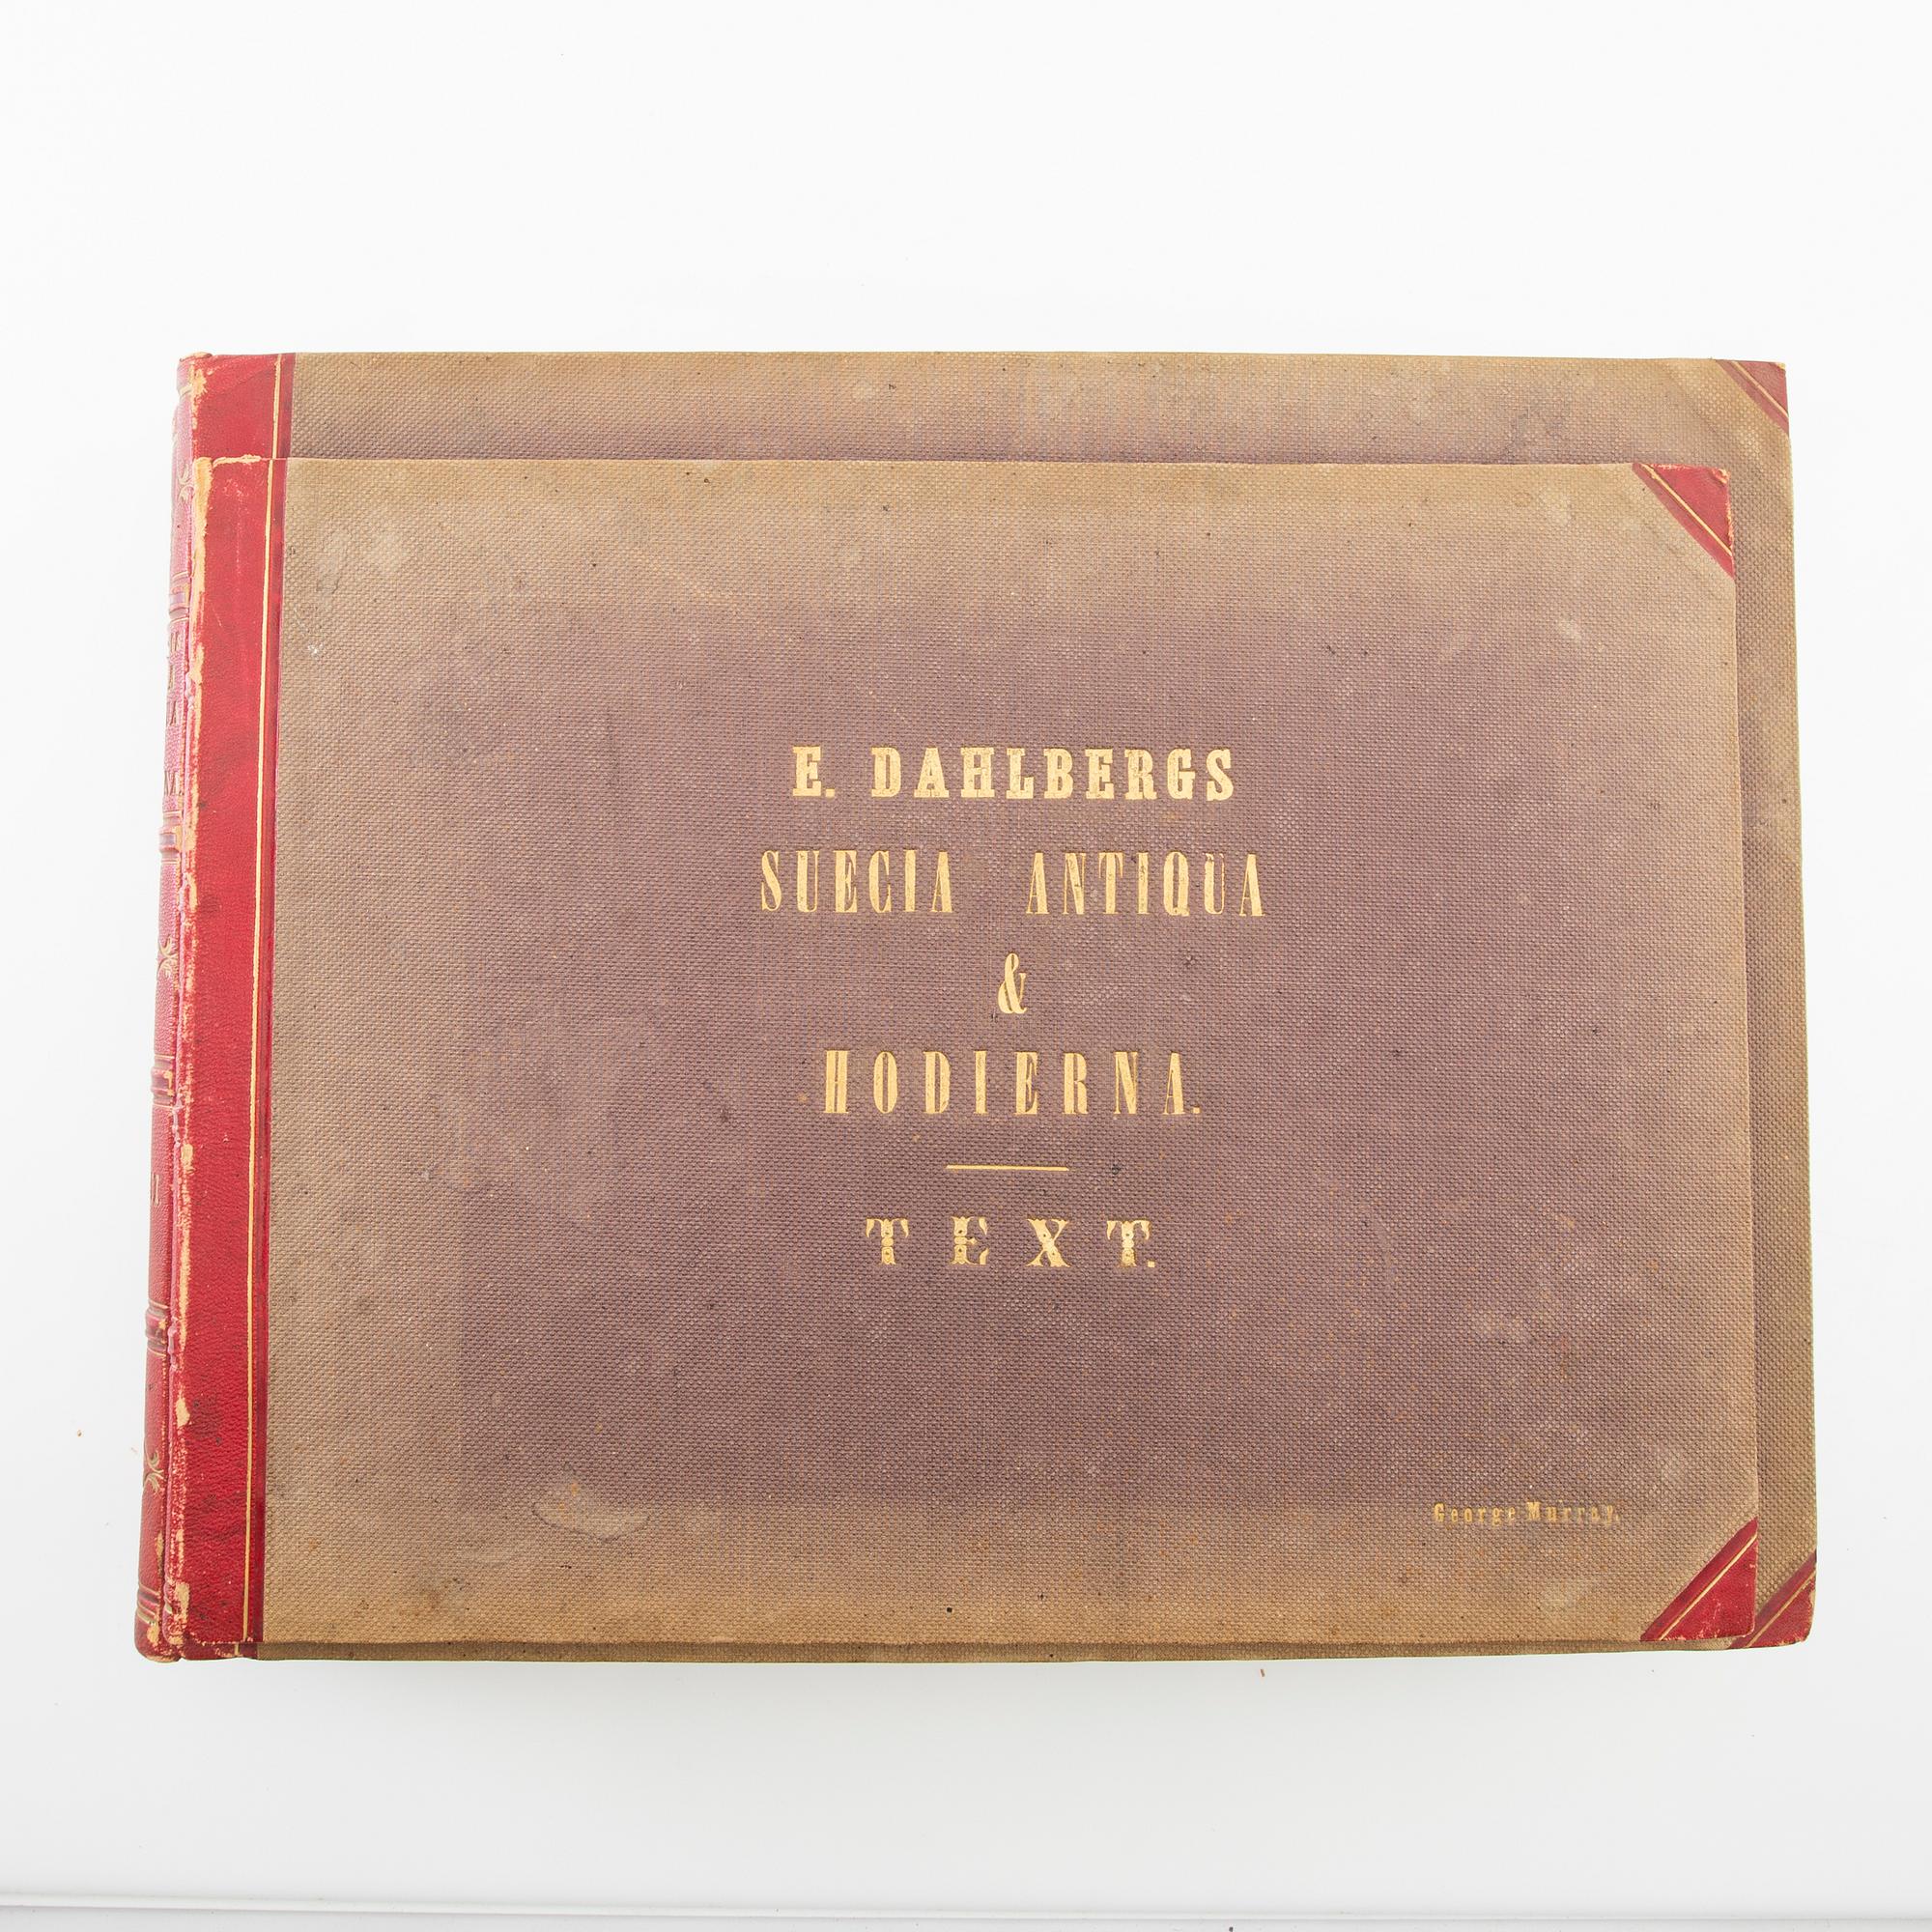 E. DAHLBERGS
SUECIA ANTIQUA
&
HODIERNA.
TEXT.
George Murray.